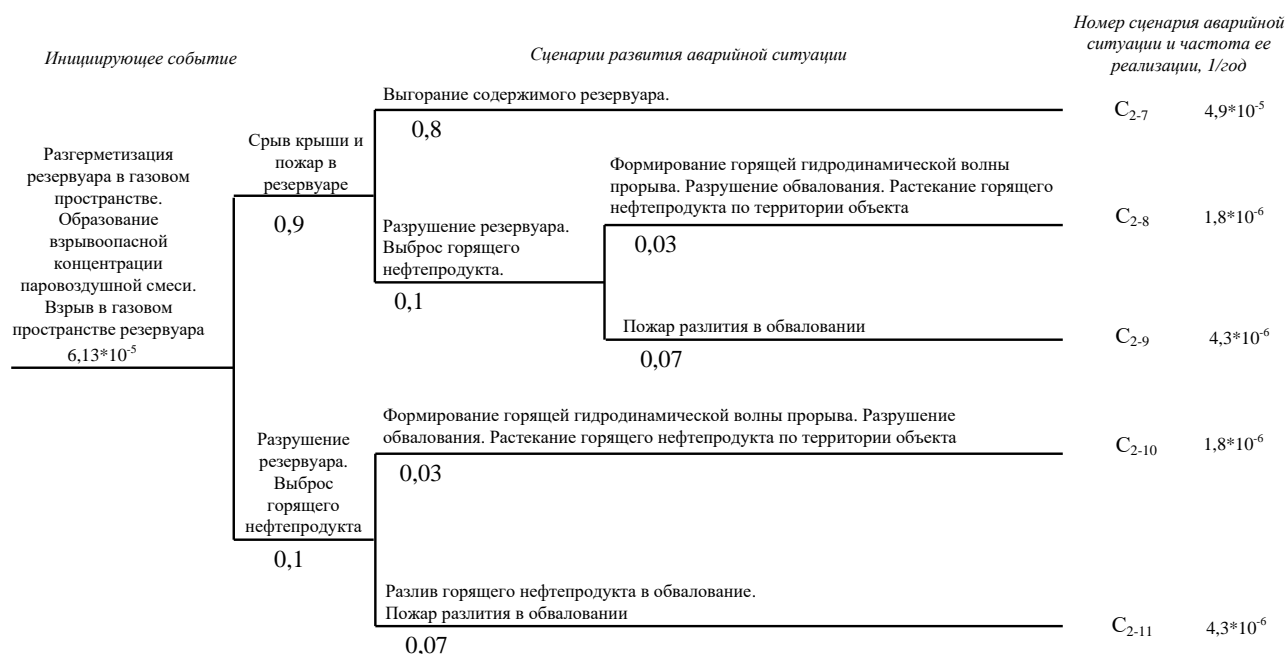 Инициирующее событие
Сценарии развития аварийной ситуации
Номер сценария аварийной
ситуации и частота ее
реализации, 1/год
Разгерметизация
резервуара в газовом
пространстве.
Образование
взрывоопасной
концентрации
паровоздушной смеси.
Взрыв в газовом
пространстве резервуара
6,13*10⁻⁵
Срыв крыши и
пожар в
резервуаре
0,9
Выгорание содержимого резервуара.
0,8
С₂₋₇ 4,9*10⁻⁵
Разрушение резервуара.
Выброс горящего
нефтепродукта.
0,1
Формирование горящей гидродинамической волны
прорыва. Разрушение обвалования. Растекание горящего
нефтепродукта по территории объекта
0,03
С₂₋₈ 1,8*10⁻⁶
Пожар разлития в обваловании
0,07
С₂₋₉ 4,3*10⁻⁶
Разрушение
резервуара.
Выброс
горящего
нефтепродукта
0,1
Формирование горящей гидродинамической волны прорыва. Разрушение
обвалования. Растекание горящего нефтепродукта по территории объекта
0,03
С₂₋₁₀ 1,8*10⁻⁶
Разлив горящего нефтепродукта в обвалование.
Пожар разлития в обваловании
0,07
С₂₋₁₁ 4,3*10⁻⁶